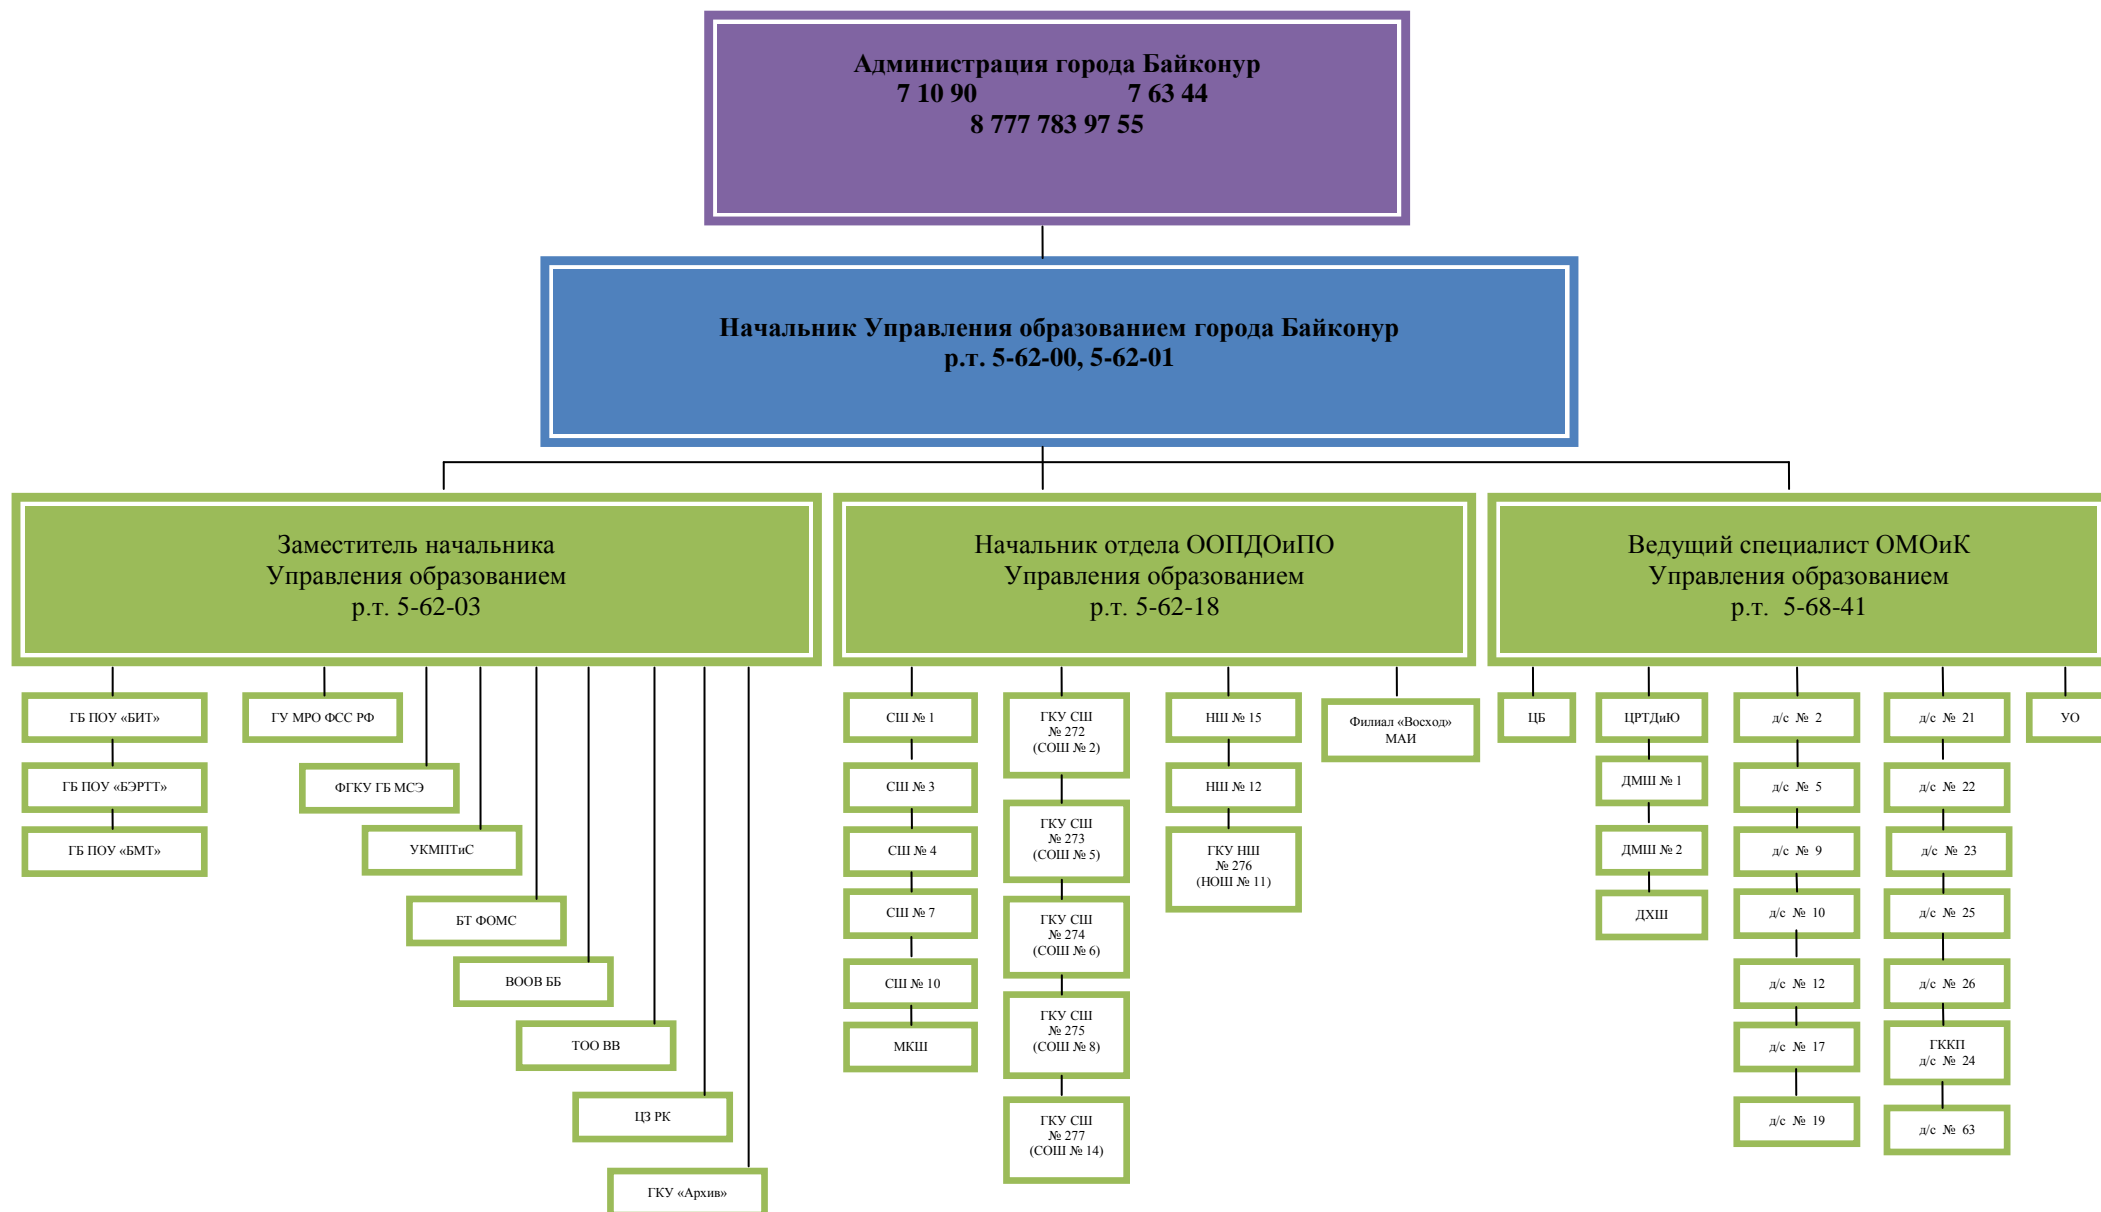 Администрация города Байконур
7 10 90 7 63 44
8 777 783 97 55
Начальник Управления образованием города Байконур
р.т. 5-62-00, 5-62-01
Заместитель начальника
Управления образованием
р.т. 5-62-03
Начальник отдела ООПДОиПО
Управления образованием
р.т. 5-62-18
Ведущий специалист ОМОиК
Управления образованием
р.т. 5-68-41
ГБ ПОУ «БИТ»
ГБ ПОУ «БЭРТТ»
ГБ ПОУ «БМТ»
ГУ МРО ФСС РФ
ФГКУ ГБ МСЭ
УКМПТиС
БТ ФОМС
ВООВ ББ
ТОО ВВ
ЦЗ РК
ГКУ «Архив»
СШ № 1
СШ № 3
СШ № 4
СШ № 7
СШ № 10
МКШ
ГКУ СШ
№ 272
(СОШ № 2)
ГКУ СШ
№ 273
(СОШ № 5)
ГКУ СШ
№ 274
(СОШ № 6)
ГКУ СШ
№ 275
(СОШ № 8)
ГКУ СШ
№ 277
(СОШ № 14)
НШ № 15
НШ № 12
ГКУ НШ
№ 276
(НОШ № 11)
Филиал «Восход»
МАИ
ЦБ
ЦРТДиЮ
ДМШ № 1
ДМШ № 2
ДХШ
д/с № 2
д/с № 5
д/с № 9
д/с № 10
д/с № 12
д/с № 17
д/с № 19
д/с № 21
д/с № 22
д/с № 23
д/с № 25
д/с № 26
ГККП
д/с № 24
д/с № 63
УО